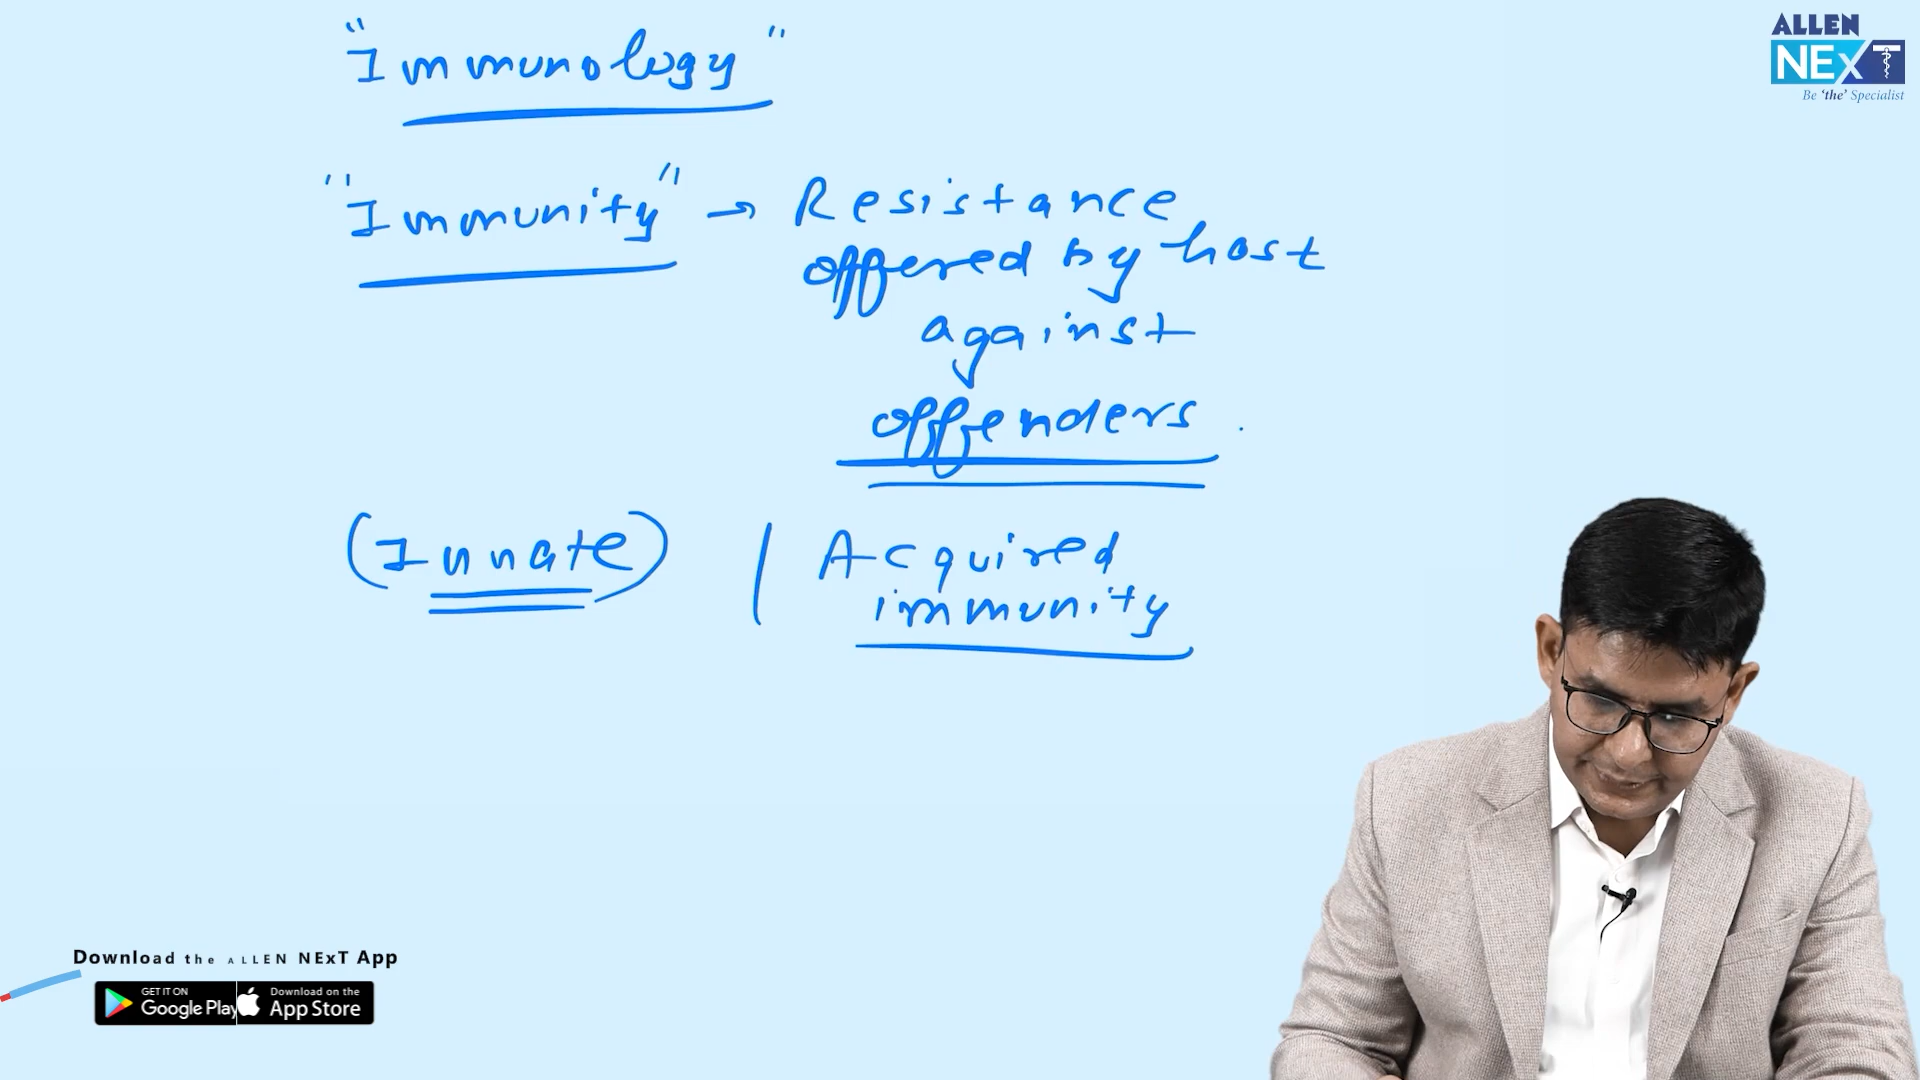 "Immunology"
"Immunity" → Resistance
offered by host
against
offenders.
(Innate) | Acquired
immunity
ALLEN
NExT
Be 'the' Specialist
Download the ALLEN NExT App
GET IT ON
Google Play
Download on the
App Store